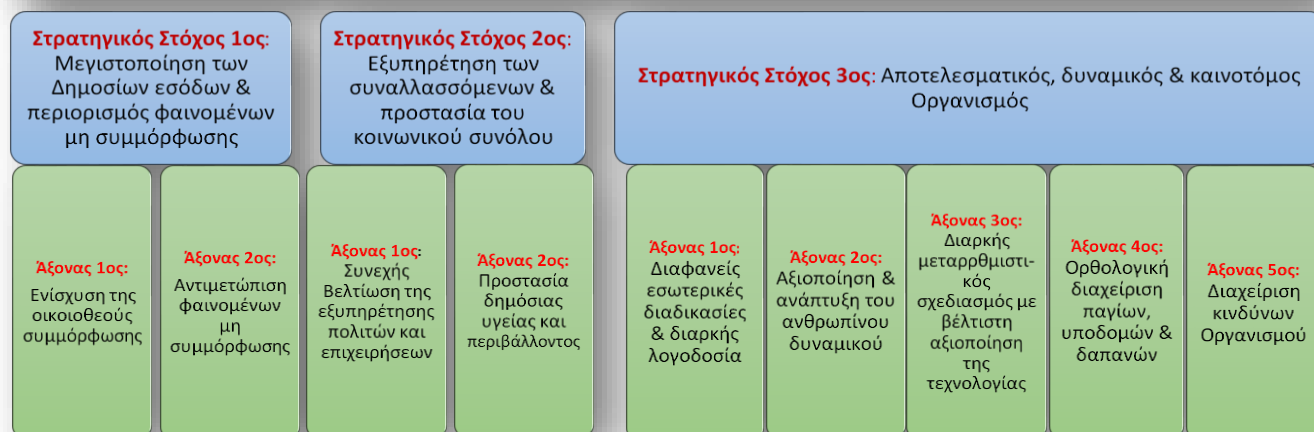 Στρατηγικός Στόχος 1ος:
Μεγιστοποίηση των
Δημοσίων εσόδων &
περιορισμός φαινομένων
μη συμμόρφωσης
Στρατηγικός Στόχος 2ος:
Εξυπηρέτηση των
συναλλασσόμενων &
προστασία του
κοινωνικού συνόλου
Στρατηγικός Στόχος 3ος: Αποτελεσματικός, δυναμικός & καινοτόμος
Οργανισμός
Άξονας 1ος:
Ενίσχυση της
οικοιοθεούς
συμμόρφωσης
Άξονας 2ος:
Αντιμετώπιση
φαινομένων
μη
συμμόρφωσης
Άξονας 1ος:
Συνεχής
Βελτίωση της
εξυπηρέτησης
πολιτών και
επιχειρήσεων
Άξονας 2ος:
Προστασία
δημόσιας
υγείας και
περιβάλλοντος
Άξονας 1ος:
Διαφανείς
εσωτερικές
διαδικασίες
& διαρκής
λογοδοσία
Άξονας 2ος:
Αξιοποίηση &
ανάπτυξη του
ανθρωπίνου
δυναμικού
Άξονας 3ος:
Διαρκής
μεταρρθμιστι-
κός
σχεδιασμός με
βέλτιστη
αξιοποίηση
της
τεχνολογίας
Άξονας 4ος:
Ορθολογική
διαχείριση
παγίων,
υποδομών &
δαπανών
Άξονας 5ος:
Διαχείριση
κινδύνων
Οργανισμού